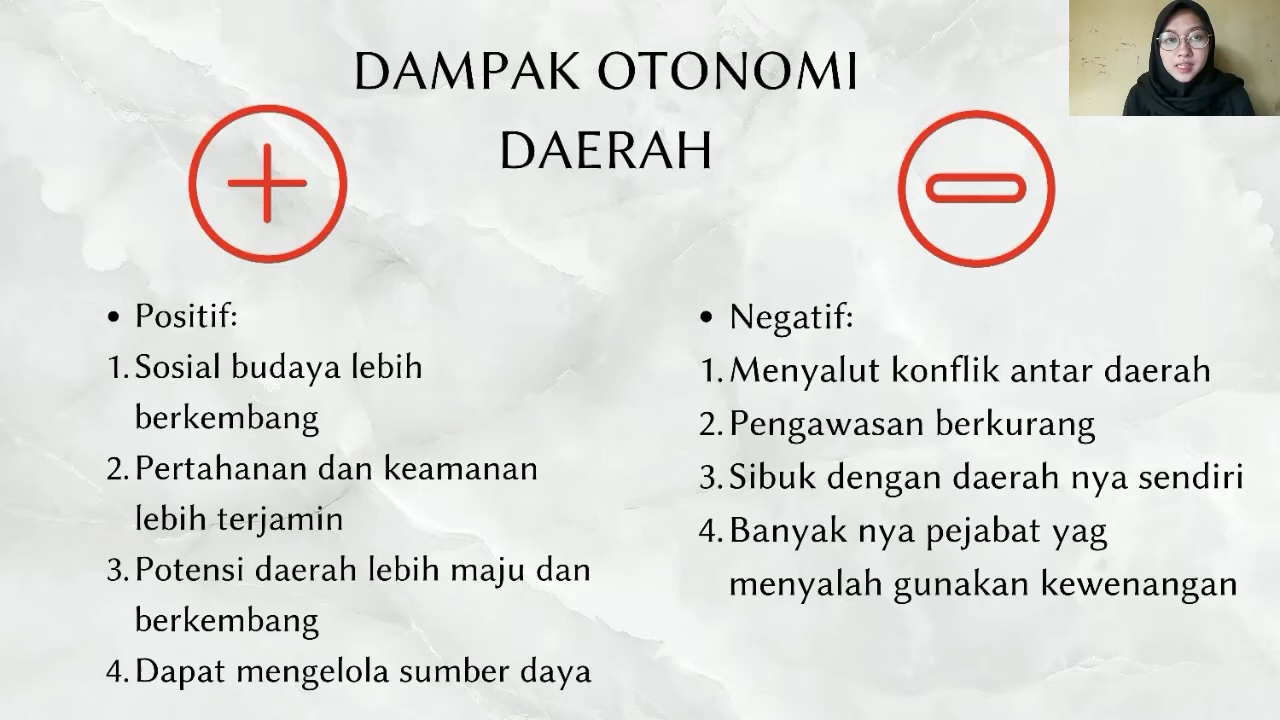 DAMPAK OTONOMI
DAERAH
• Positif:
1. Sosial budaya lebih
berkembang
2. Pertahanan dan keamanan
lebih terjamin
3. Potensi daerah lebih maju dan
berkembang
4. Dapat mengelola sumber daya
• Negatif:
1. Menyalut konflik antar daerah
2. Pengawasan berkurang
3. Sibuk dengan daerah nya sendiri
4. Banyak nya pejabat yag
menyalah gunakan kewenangan